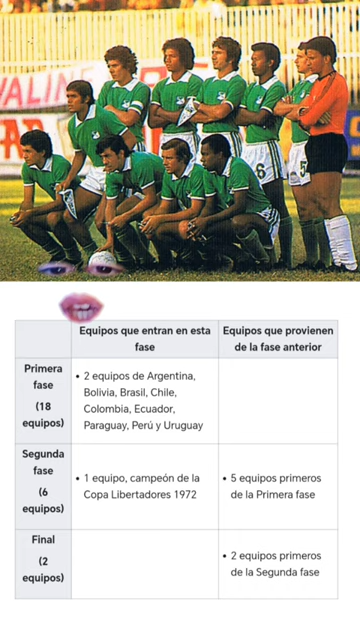 VALIN
6
5
Equipos que entran en esta
fase
Equipos que provienen
de la fase anterior
Primera
fase
(18
equipos)
• 2 equipos de Argentina,
Bolivia, Brasil, Chile,
Colombia, Ecuador,
Paraguay, Perú y Uruguay
Segunda
fase
(6
equipos)
• 1 equipo, campeón de la
Copa Libertadores 1972
• 5 equipos primeros
de la Primera fase
Final
(2
equipos)
• 2 equipos primeros
de la Segunda fase